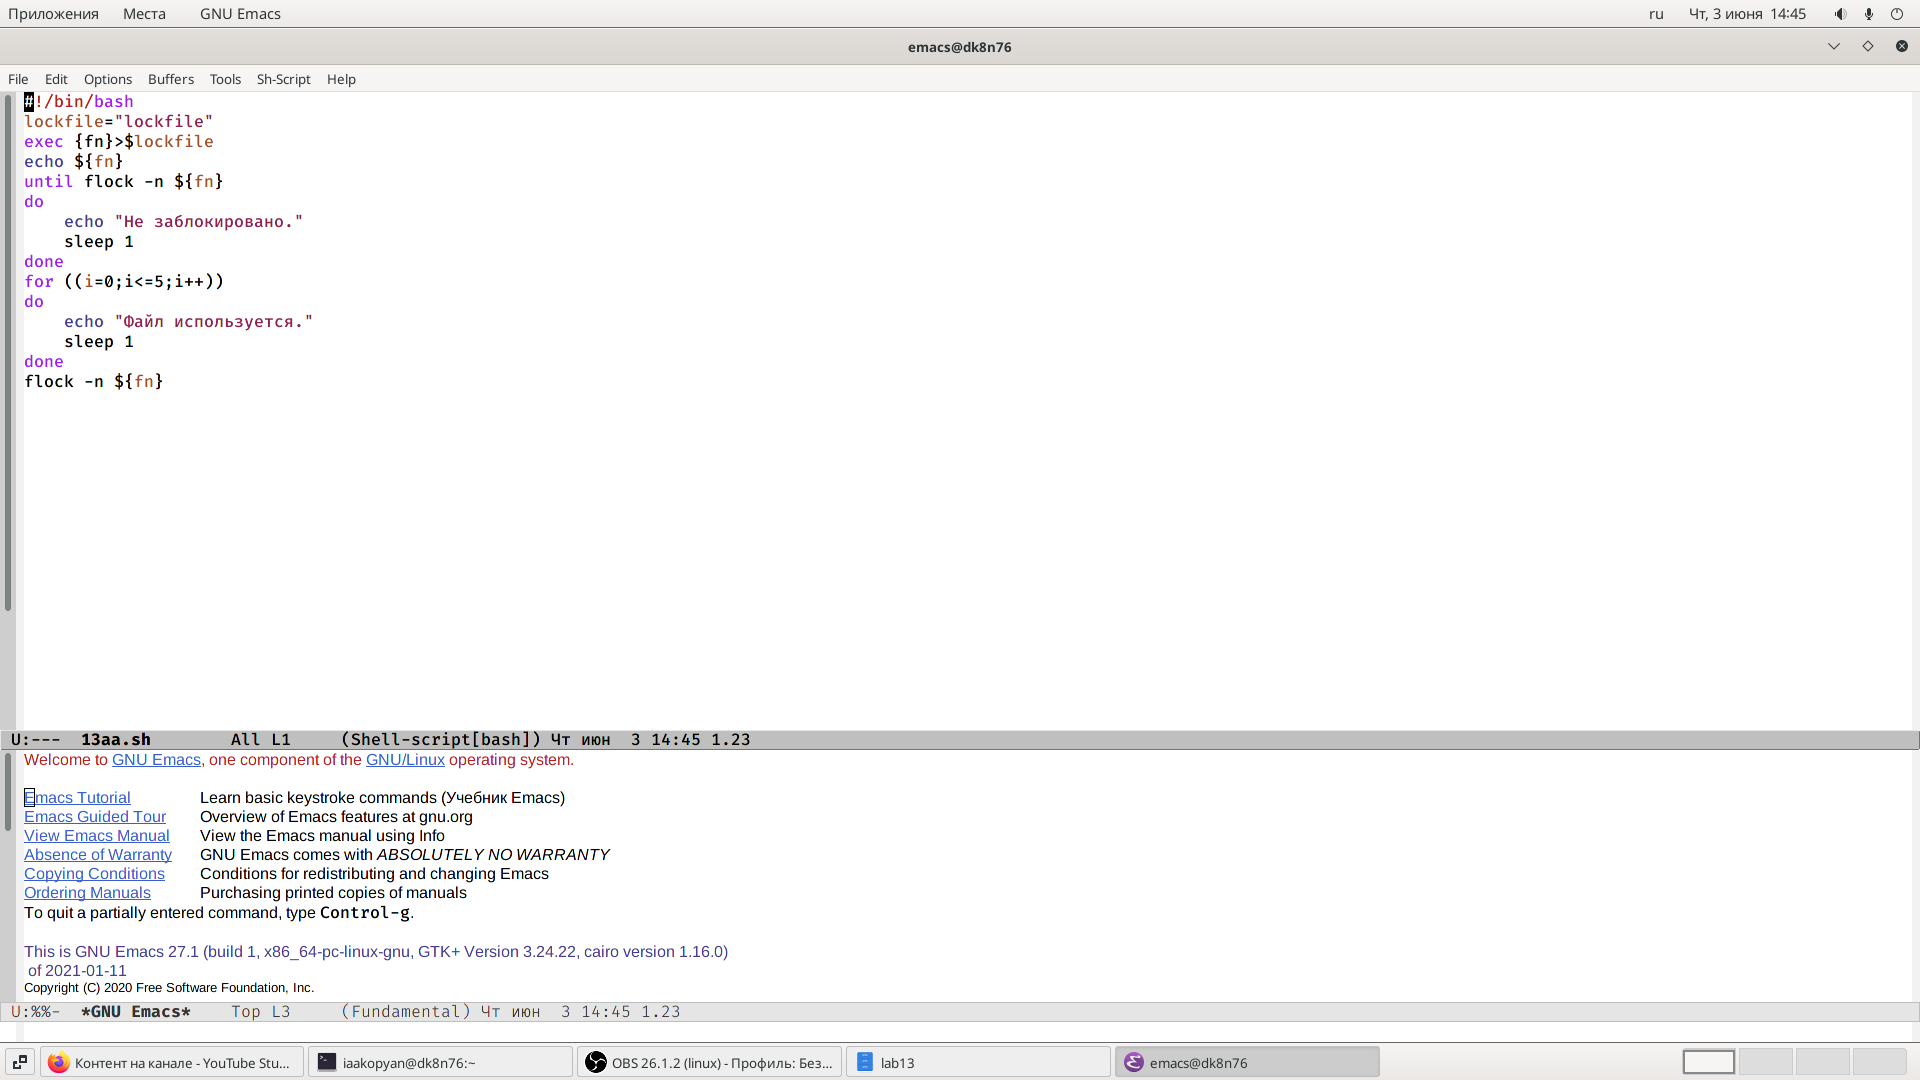 Приложения Места GNU Emacs ru Чт, 3 июня 14:45
emacs@dk8n76
File Edit Options Buffers Tools Sh-Script Help
#!/bin/bash
lockfile="lockfile"
exec {fn}>$lockfile
echo ${fn}
until flock -n ${fn}
do
    echo "Не заблокировано."
    sleep 1
done
for ((i=0;i<=5;i++))
do
    echo "Файл используется."
    sleep 1
done
flock -n ${fn}
U:--- 13aa.sh All L1 (Shell-script[bash]) Чт июн 3 14:45 1.23
Welcome to GNU Emacs, one component of the GNU/Linux operating system.
Emacs Tutorial Learn basic keystroke commands (Учебник Emacs)
Emacs Guided Tour Overview of Emacs features at gnu.org
View Emacs Manual View the Emacs manual using Info
Absence of Warranty GNU Emacs comes with ABSOLUTELY NO WARRANTY
Copying Conditions Conditions for redistributing and changing Emacs
Ordering Manuals Purchasing printed copies of manuals
To quit a partially entered command, type Control-g.
This is GNU Emacs 27.1 (build 1, x86_64-pc-linux-gnu, GTK+ Version 3.24.22, cairo version 1.16.0)
of 2021-01-11
Copyright (C) 2020 Free Software Foundation, Inc.
U:%%- *GNU Emacs* Top L3 (Fundamental) Чт июн 3 14:45 1.23
Контент на канале - YouTube Stu... iaakopyan@dk8n76:~ OBS 26.1.2 (linux) - Профиль: Без... lab13 emacs@dk8n76